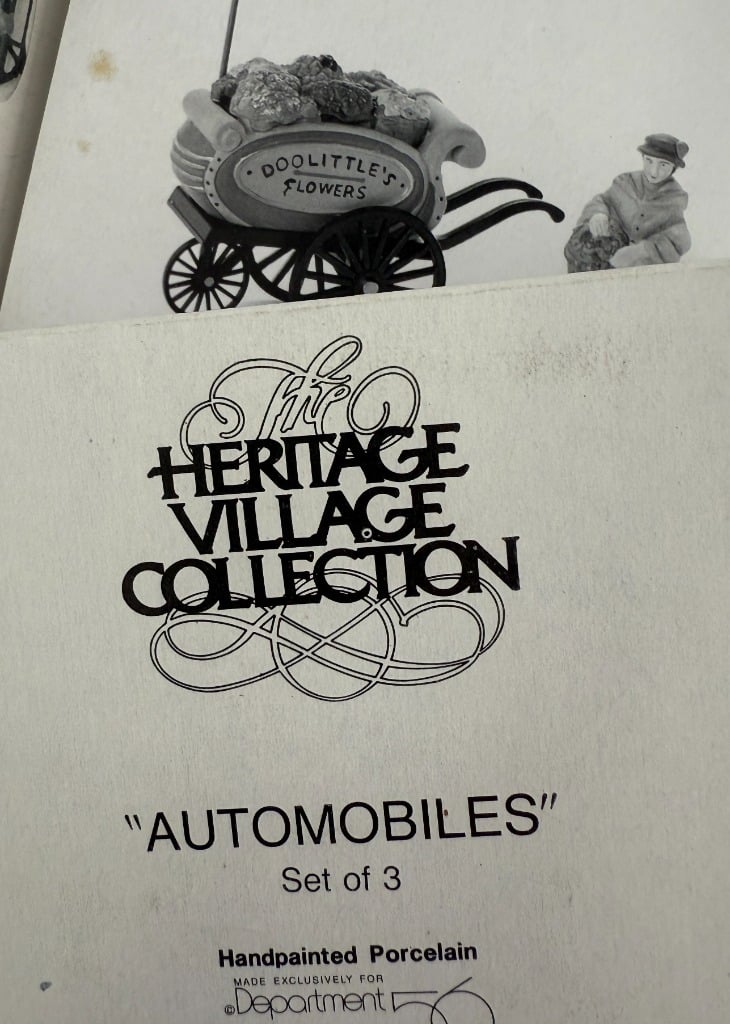 DOOLITTLE'S
FLOWERS
The
HERITAGE
VILLAGE
COLLECTION
"AUTOMOBILES"
Set of 3
Handpainted Porcelain
MADE EXCLUSIVELY FOR
©Department 56